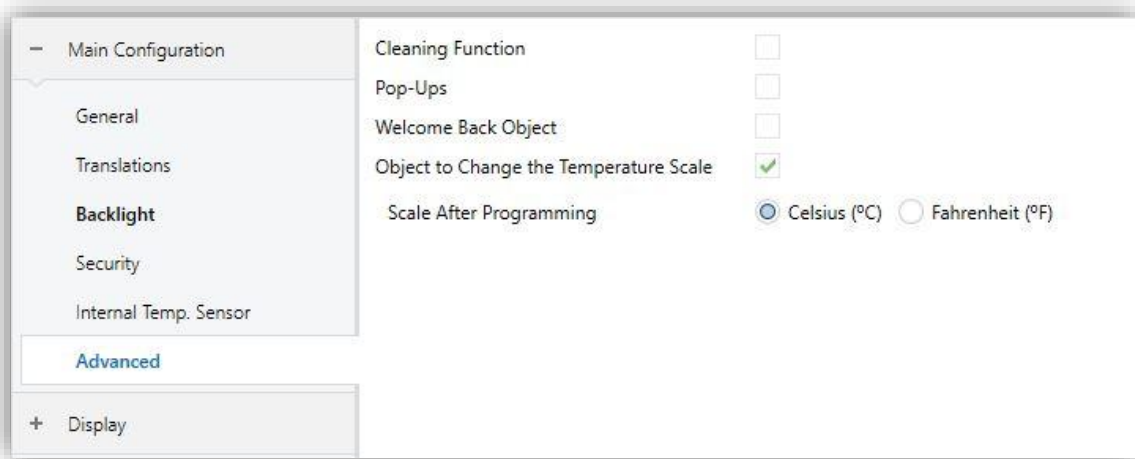 Main Configuration
General
Translations
Backlight
Security
Internal Temp. Sensor
Advanced
Display
Cleaning Function
Pop-Ups
Welcome Back Object
Object to Change the Temperature Scale
Scale After Programming Celsius (ºC) Fahrenheit (ºF)